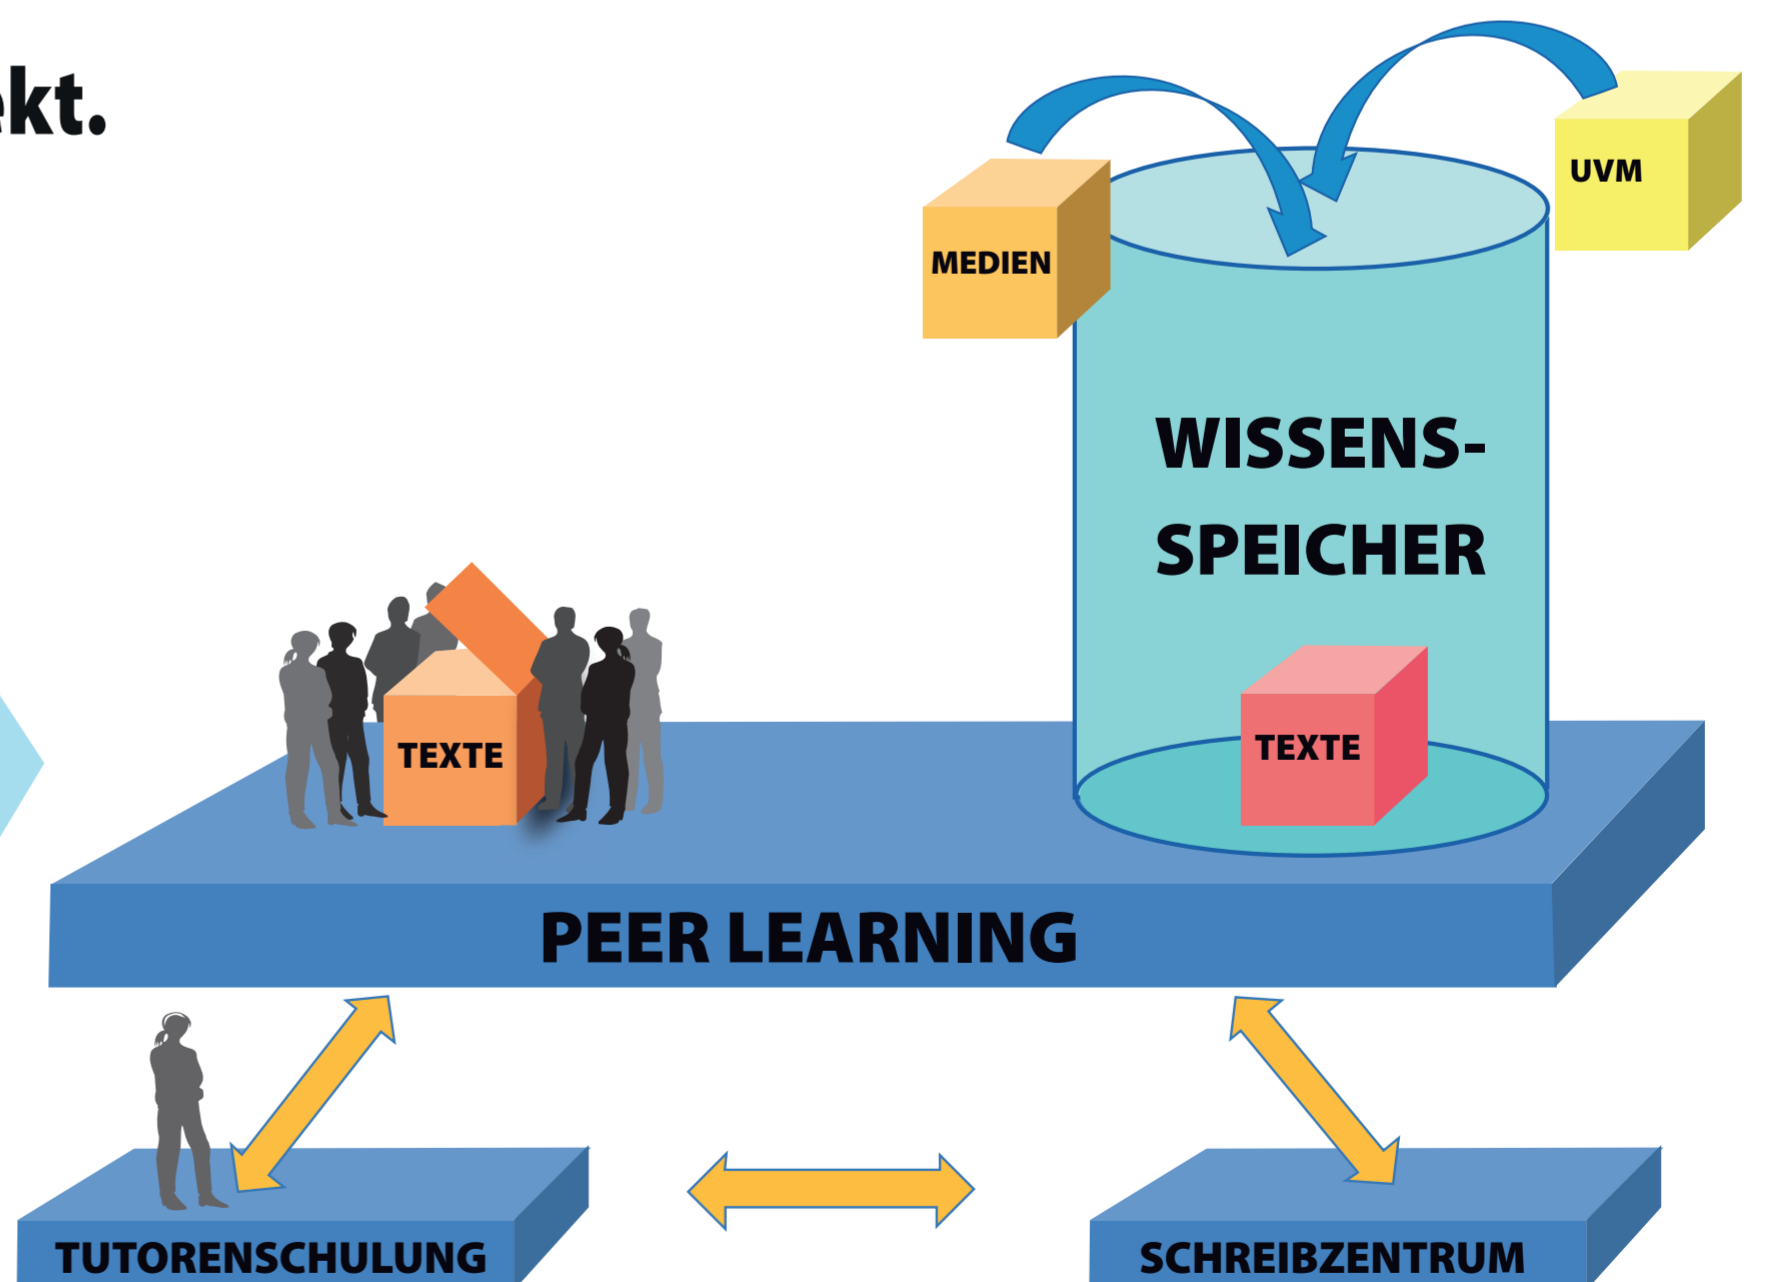 ekt.
UVM
MEDIEN
WISSENS-
SPEICHER
TEXTE
TEXTE
PEER LEARNING
TUTORENSCHULUNG
SCHREIBZENTRUM